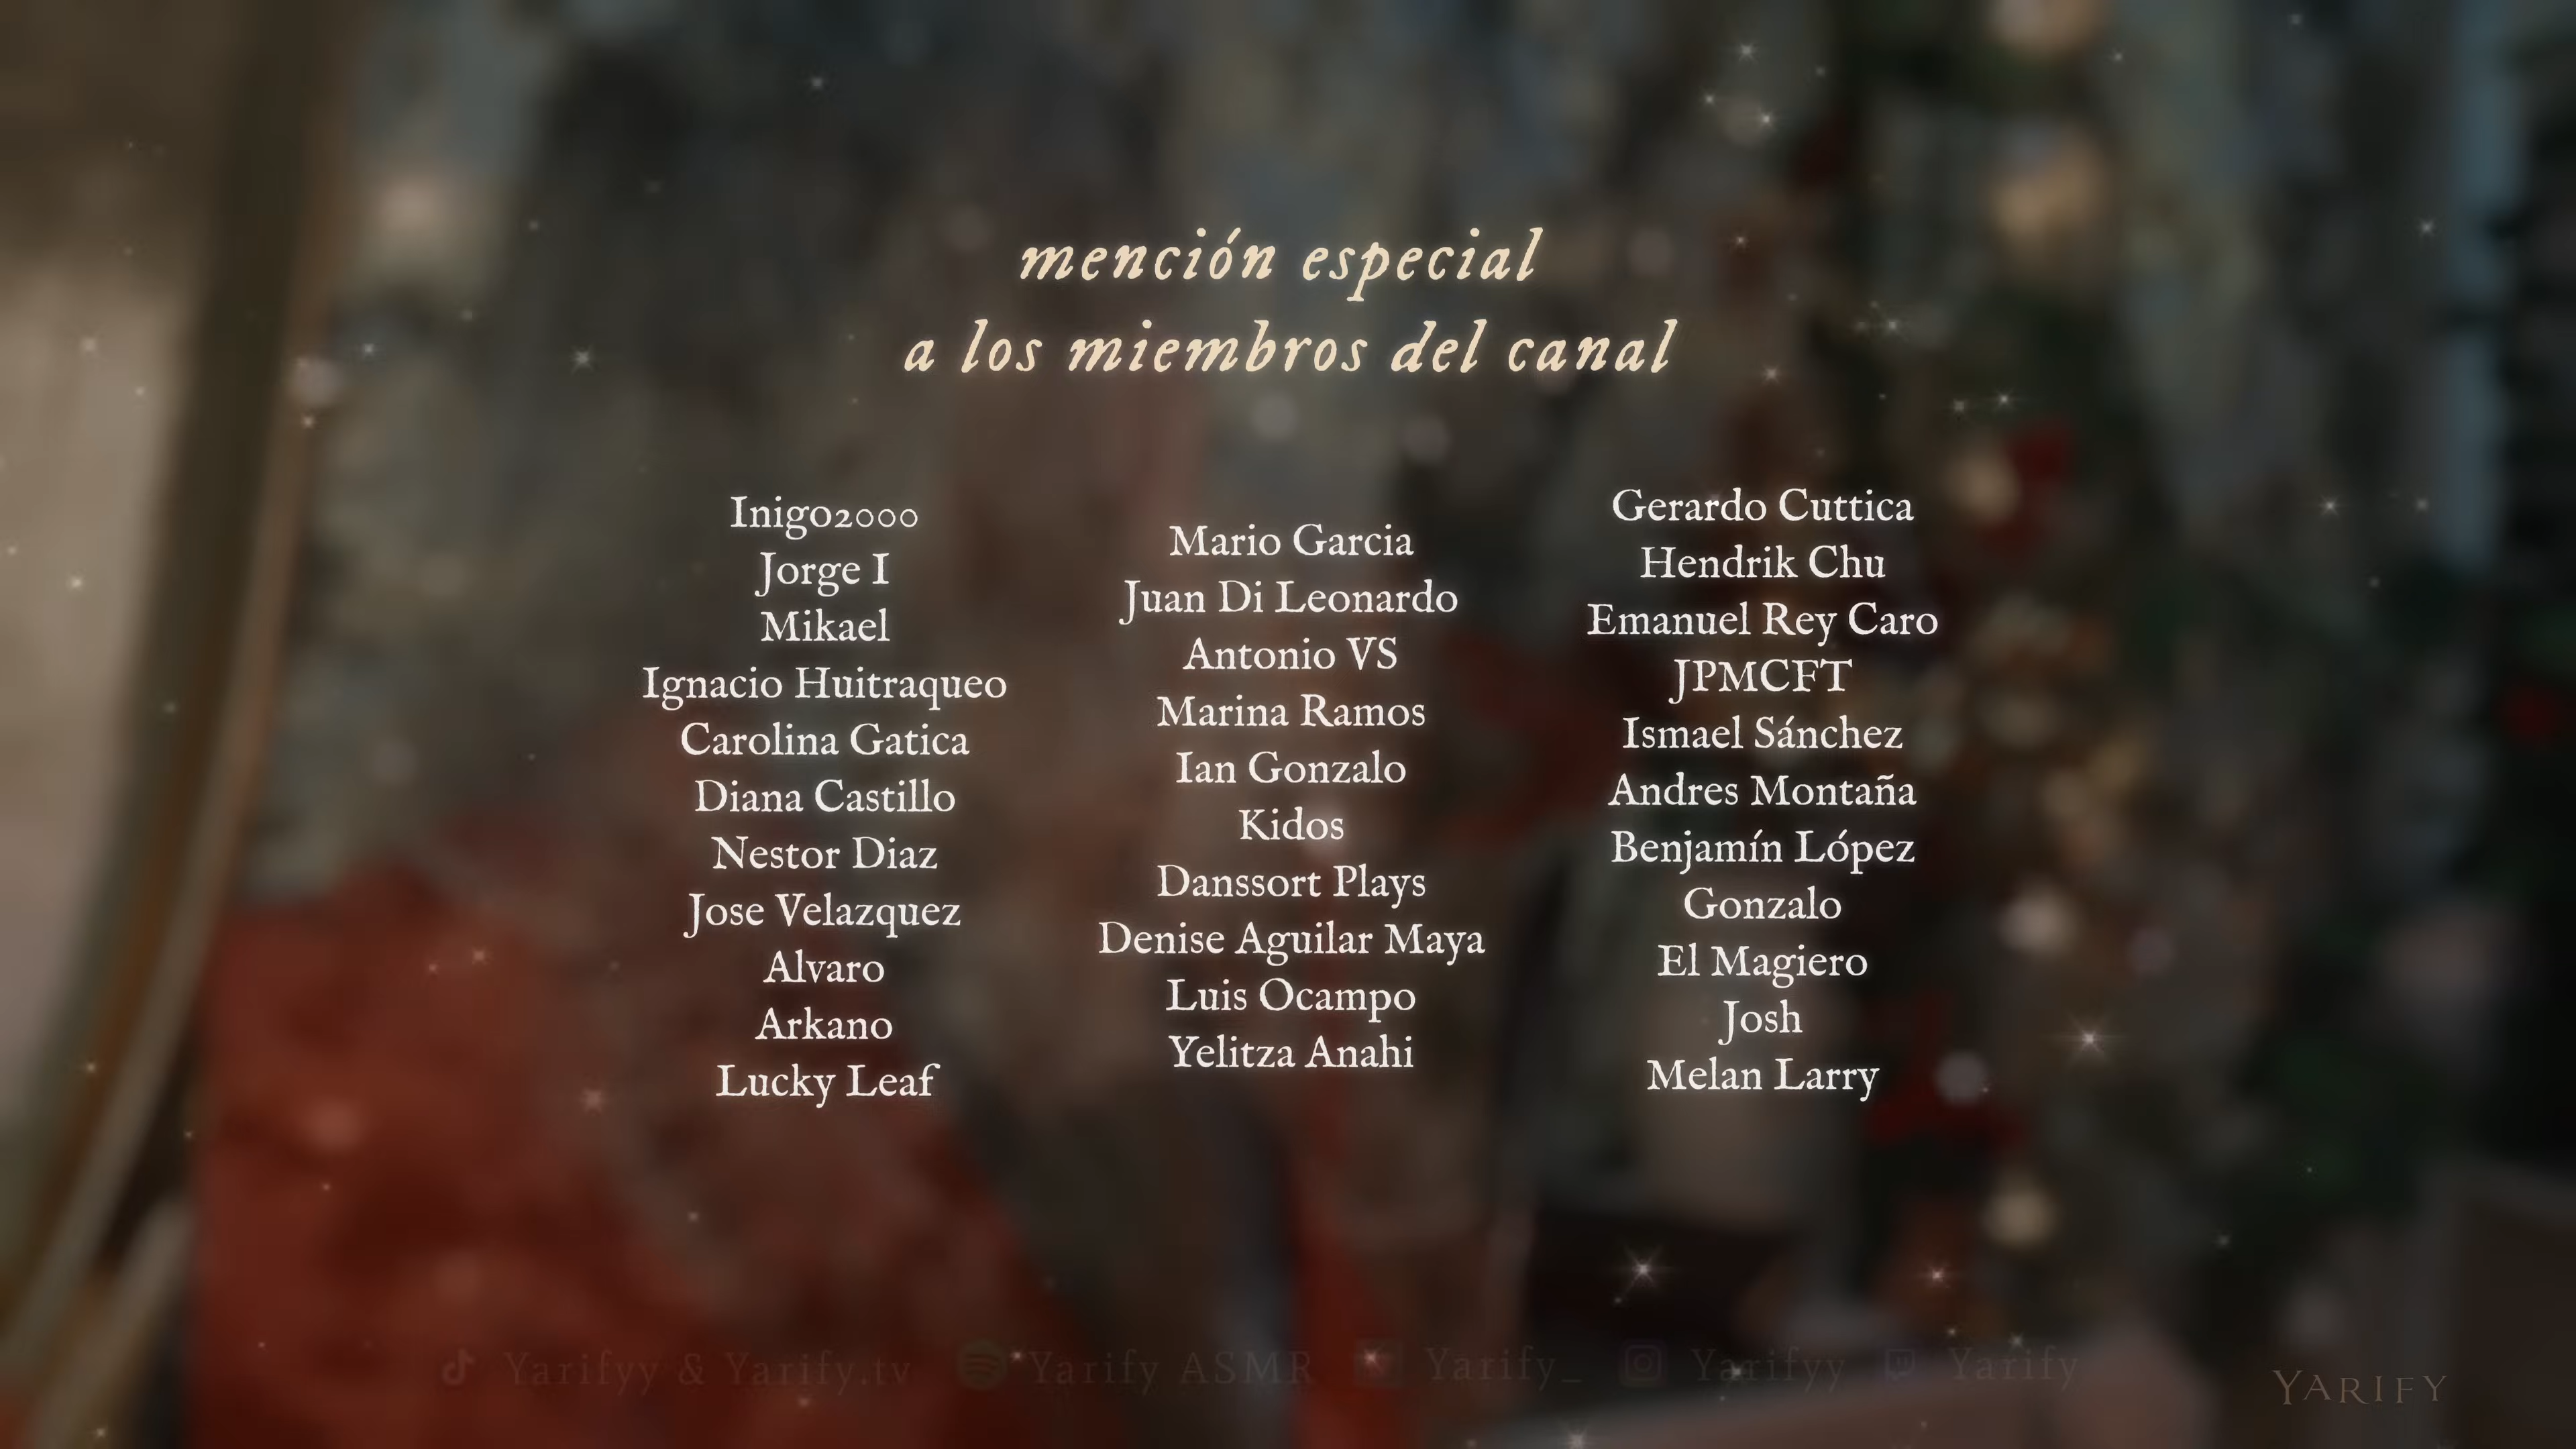 mención especial
a los miembros del canal
Inigo2000
Jorge I
Mikael
Ignacio Huitraqueo
Carolina Gatica
Diana Castillo
Nestor Diaz
Jose Velazquez
Alvaro
Arkano
Lucky Leaf
Mario Garcia
Juan Di Leonardo
Antonio VS
Marina Ramos
Ian Gonzalo
Kidos
Danssort Plays
Denise Aguilar Maya
Luis Ocampo
Yelitza Anahi
Gerardo Cuttica
Hendrik Chu
Emanuel Rey Caro
JPMCFT
Ismael Sánchez
Andres Montaña
Benjamín López
Gonzalo
El Magiero
Josh
Melan Larry
Yarifyy & Yarify.tv Yarify ASMR Yarify_ Yarifyy Yarify
YARIFY